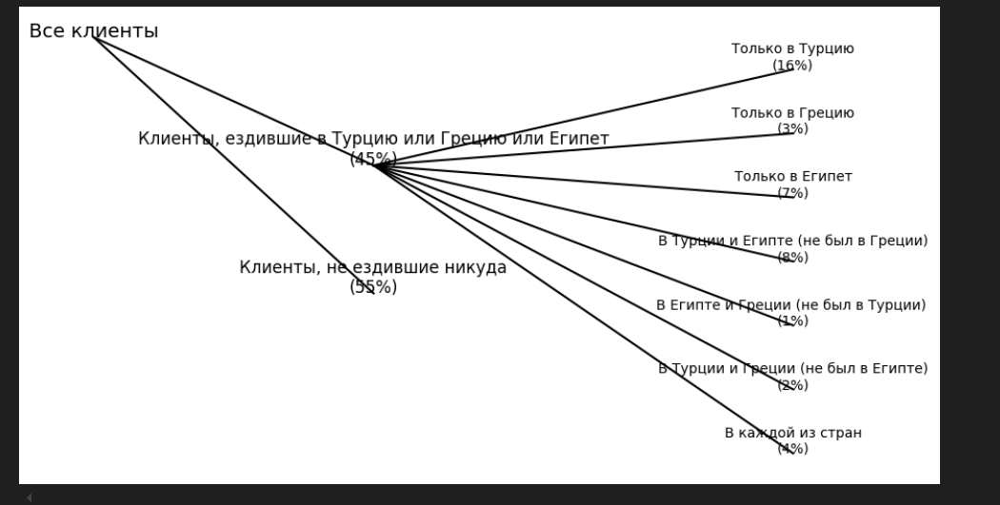 Все клиенты
Клиенты, ездившие в Турцию или Грецию или Египет
(45%)
Клиенты, не ездившие никуда
(55%)
Только в Турцию
(16%)
Только в Грецию
(3%)
Только в Египет
(7%)
В Турции и Египте (не был в Греции)
(8%)
В Египте и Греции (не был в Турции)
(1%)
В Турции и Греции (не был в Египте)
(2%)
В каждой из стран
(4%)